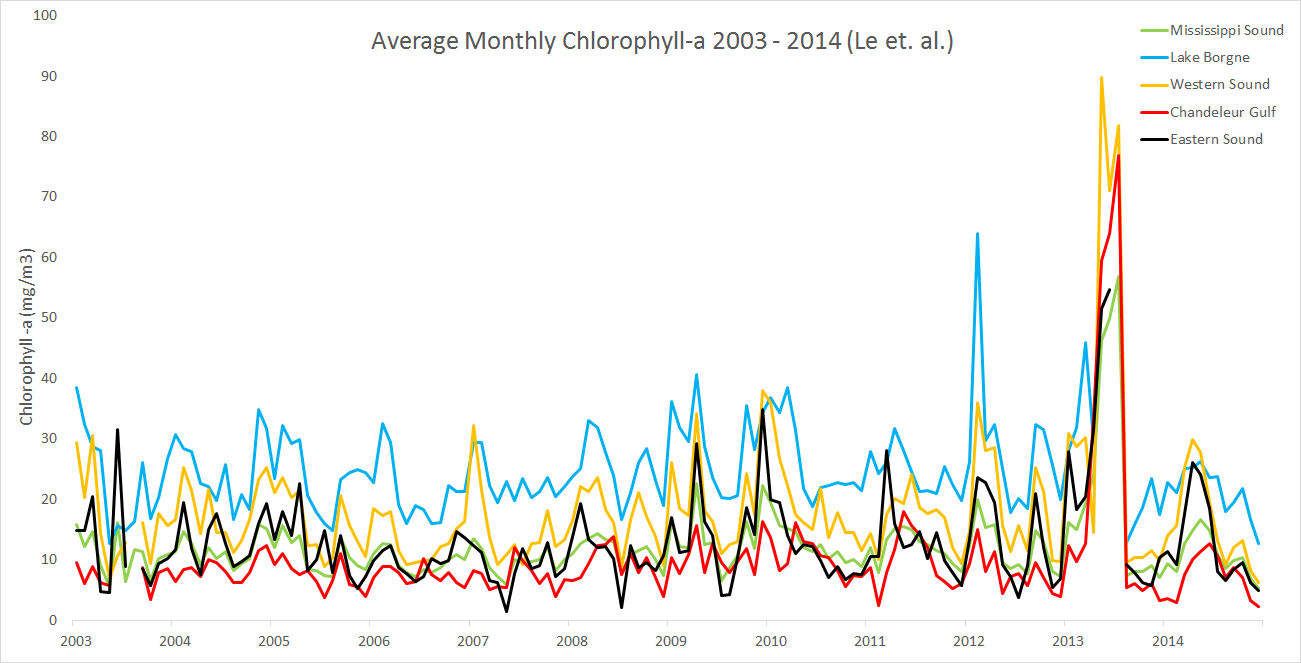 Average Monthly Chlorophyll-a 2003 - 2014 (Le et. al.)
Mississippi Sound
Lake Borgne
Western Sound
Chandeleur Gulf
Eastern Sound
Chlorophyll -a (mg/m3)
100
90
80
70
60
50
40
30
20
10
0
2003 2004 2005 2006 2007 2008 2009 2010 2011 2012 2013 2014